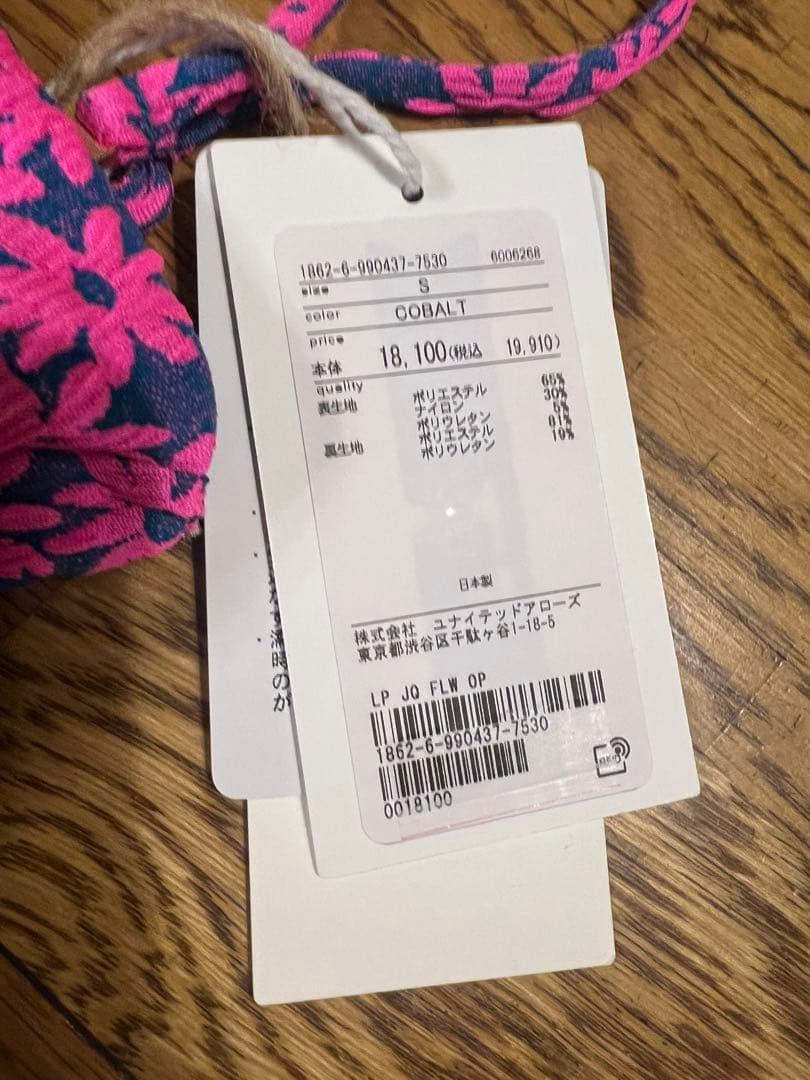 1862-6-990437-7530 6006268
size S
color COBALT
price
本体 18,100(税込 19,910)
quality
表生地 ポリエステル 65%
ナイロン 30%
ポリウレタン 5%
裏生地 ポリエステル 81%
ポリウレタン 19%
日本製
株式会社 ユナイテッドアローズ
東京都渋谷区千駄ヶ谷1-18-5
LP JQ FLW OP
1862-6-990437-7530
0018100
時のが